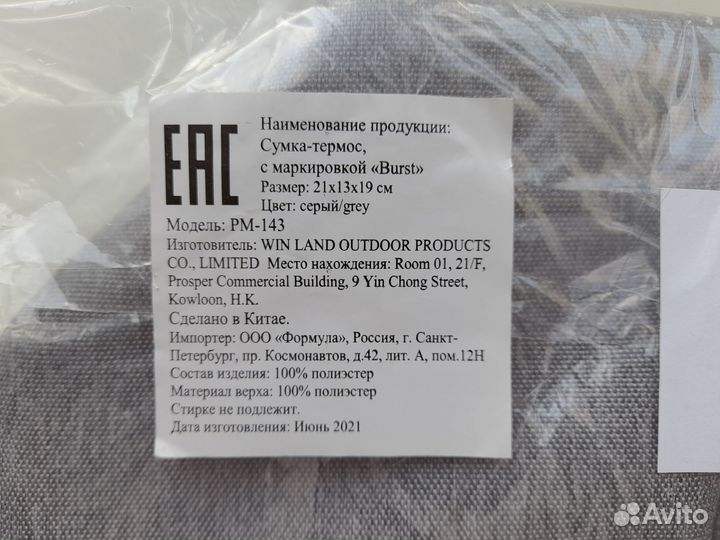 EAC
Наименование продукции:
Сумка-термос,
с маркировкой «Burst»
Размер: 21x13x19 см
Цвет: серый/grey
Модель: PM-143
Изготовитель: WIN LAND OUTDOOR PRODUCTS
CO., LIMITED Место нахождения: Room 01, 21/F,
Prosper Commercial Building, 9 Yin Chong Street,
Kowloon, H.K.
Сделано в Китае.
Импортер: ООО «Формула», Россия, г. Санкт-
Петербург, пр. Космонавтов, д.42, лит. А, пом.12Н
Состав изделия: 100% полиэстер
Материал верха: 100% полиэстер
Стирке не подлежит.
Дата изготовления: Июнь 2021
Avito